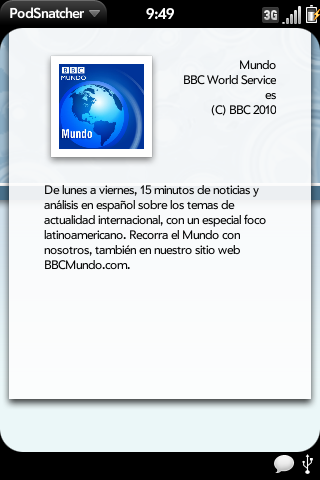 PodSnatcher
9:49
3G
BBC
MUNDO
Mundo
Mundo
BBC World Service
es
(C) BBC 2010
De lunes a viernes, 15 minutos de noticias y
análisis en español sobre los temas de
actualidad internacional, con un especial foco
latinoamericano. Recorra el Mundo con
nosotros, también en nuestro sitio web
BBCMundo.com.